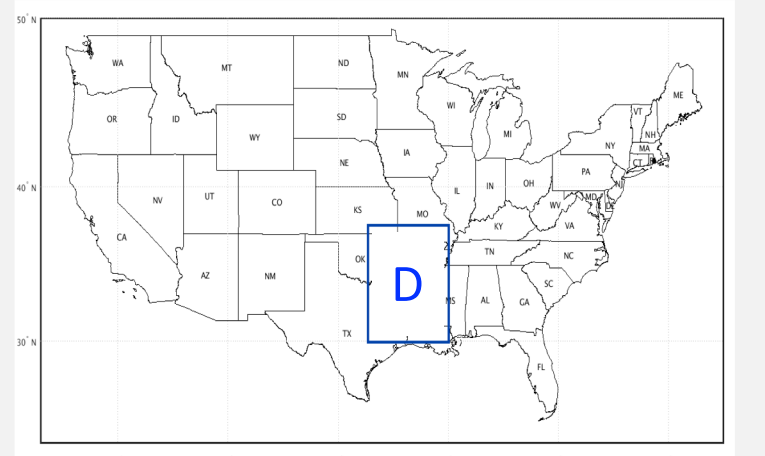 50° N
WA
MT
ND
MN
ME
OR
ID
SD
WI
VT
NH
WY
MI
NY
MA
IA
CT
NE
PA
40° N
NV
UT
CO
IL
IN
OH
NJ
KS
MO
WV
MD
DE
CA
KY
VA
OK
TN
NC
AZ
NM
D
SC
MS
AL
GA
30° N
TX
FL